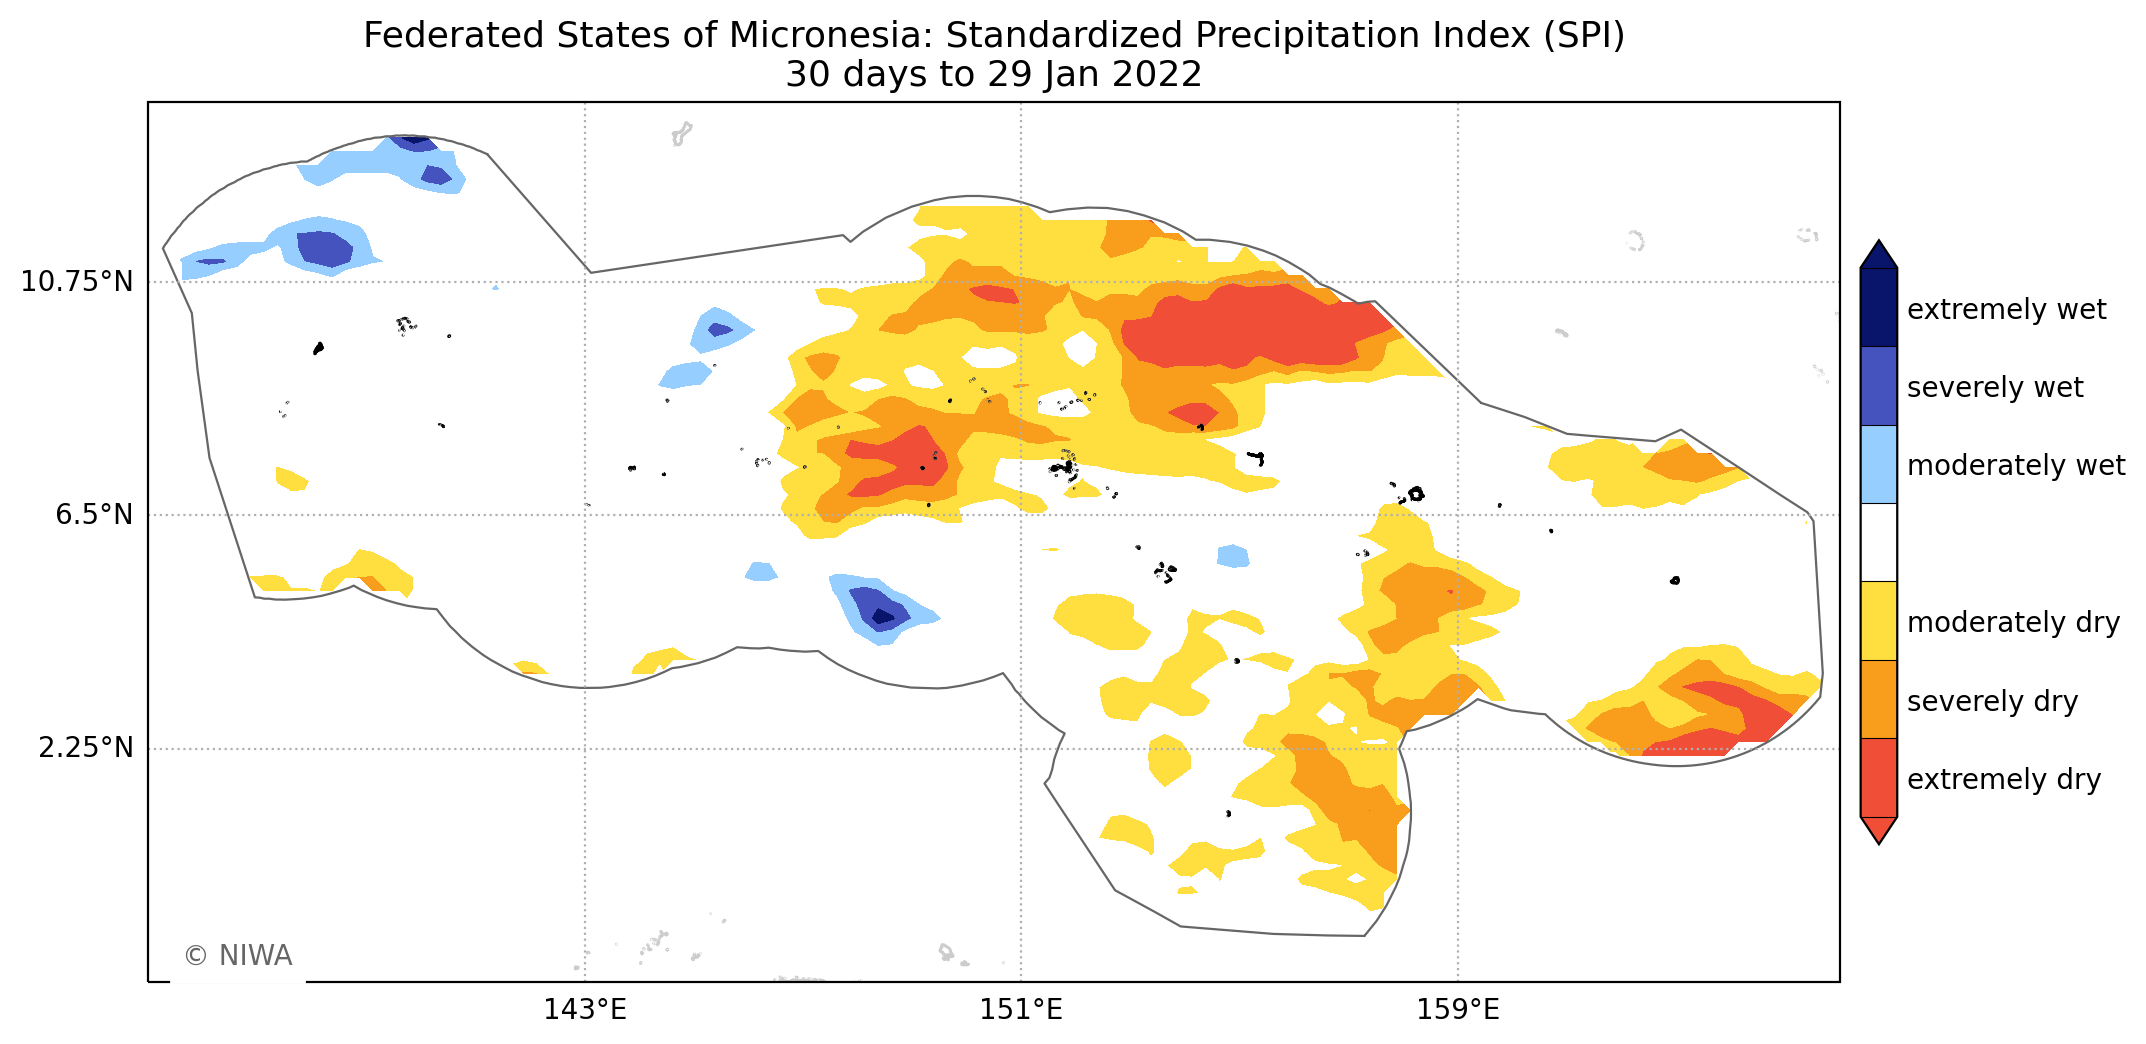 Federated States of Micronesia: Standardized Precipitation Index (SPI)
30 days to 29 Jan 2022
10.75°N
6.5°N
2.25°N
143°E
151°E
159°E
extremely wet
severely wet
moderately wet
moderately dry
severely dry
extremely dry
© NIWA